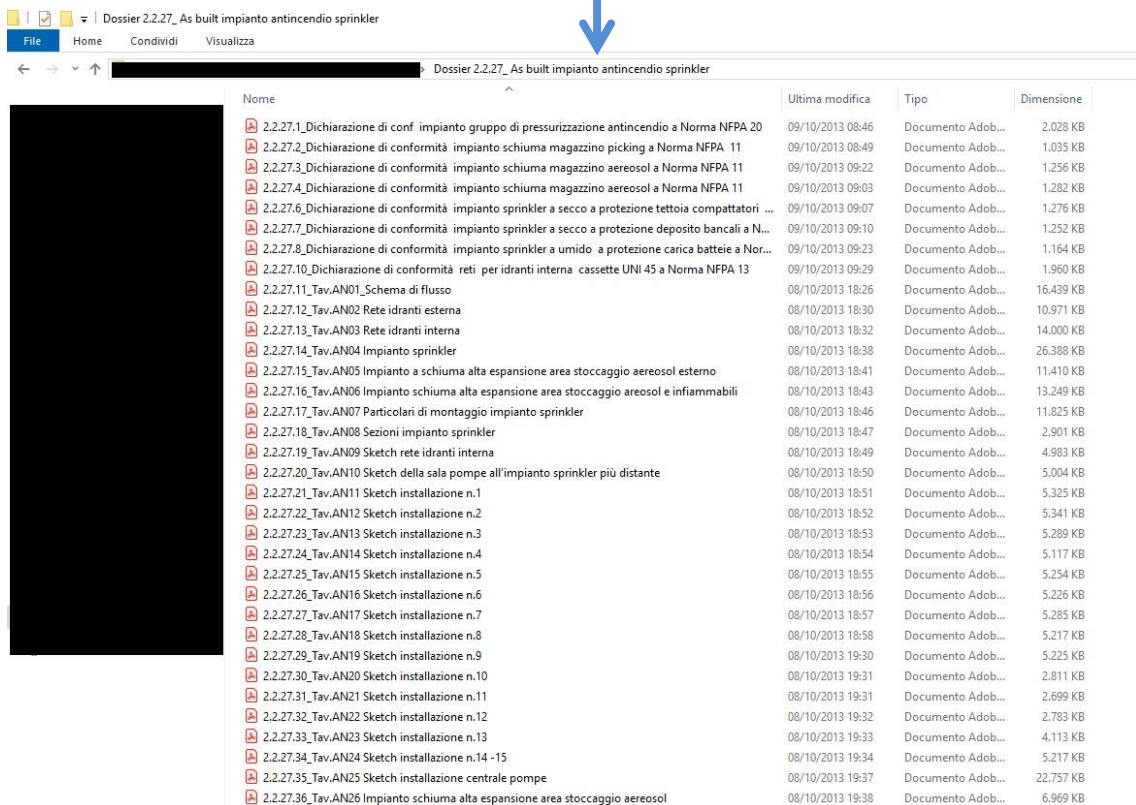 Dossier 2.2.27_ As built impianto antincendio sprinkler
File Home Condividi Visualizza
Dossier 2.2.27_ As built impianto antincendio sprinkler
Nome Ultima modifica Tipo Dimensione
2.2.27.1_Dichiarazione di conf impianto gruppo di pressurizzazione antincendio a Norma NFPA 20 09/10/2013 08:46 Documento Adob... 2.028 KB
2.2.27.2_Dichiarazione di conformità impianto schiuma magazzino picking a Norma NFPA 11 09/10/2013 08:49 Documento Adob... 1.035 KB
2.2.27.3_Dichiarazione di conformità impianto schiuma magazzino aereosol a Norma NFPA 11 09/10/2013 09:22 Documento Adob... 1.256 KB
2.2.27.4_Dichiarazione di conformità impianto schiuma magazzino aereosol a Norma NFPA 11 09/10/2013 09:03 Documento Adob... 1.282 KB
2.2.27.6_Dichiarazione di conformità impianto sprinkler a secco a protezione tettoia compattatori ... 09/10/2013 09:07 Documento Adob... 1.276 KB
2.2.27.7_Dichiarazione di conformità impianto sprinkler a secco a protezione deposito bancali a N... 09/10/2013 09:10 Documento Adob... 1.252 KB
2.2.27.8_Dichiarazione di conformità impianto sprinkler a umido a protezione carica batteie a Nor... 09/10/2013 09:23 Documento Adob... 1.164 KB
2.2.27.10_Dichiarazione di conformità reti per idranti interna cassette UNI 45 a Norma NFPA 13 09/10/2013 09:29 Documento Adob... 1.960 KB
2.2.27.11_Tav.AN01_Schema di flusso 08/10/2013 18:26 Documento Adob... 16.439 KB
2.2.27.12_Tav.AN02 Rete idranti esterna 08/10/2013 18:30 Documento Adob... 10.971 KB
2.2.27.13_Tav.AN03 Rete idranti interna 08/10/2013 18:32 Documento Adob... 14.000 KB
2.2.27.14_Tav.AN04 Impianto sprinkler 08/10/2013 18:38 Documento Adob... 26.388 KB
2.2.27.15_Tav.AN05 Impianto a schiuma alta espansione area stoccaggio aereosol esterno 08/10/2013 18:41 Documento Adob... 11.410 KB
2.2.27.16_Tav.AN06 Impianto schiuma alta espansione area stoccaggio areosol e infiammabili 08/10/2013 18:43 Documento Adob... 13.249 KB
2.2.27.17_Tav.AN07 Particolari di montaggio impianto sprinkler 08/10/2013 18:46 Documento Adob... 11.825 KB
2.2.27.18_Tav.AN08 Sezioni impianto sprinkler 08/10/2013 18:47 Documento Adob... 2.901 KB
2.2.27.19_Tav.AN09 Sketch rete idranti interna 08/10/2013 18:49 Documento Adob... 4.983 KB
2.2.27.20_Tav.AN10 Sketch della sala pompe all'impianto sprinkler più distante 08/10/2013 18:50 Documento Adob... 5.004 KB
2.2.27.21_Tav.AN11 Sketch installazione n.1 08/10/2013 18:51 Documento Adob... 5.325 KB
2.2.27.22_Tav.AN12 Sketch installazione n.2 08/10/2013 18:52 Documento Adob... 5.341 KB
2.2.27.23_Tav.AN13 Sketch installazione n.3 08/10/2013 18:53 Documento Adob... 5.289 KB
2.2.27.24_Tav.AN14 Sketch installazione n.4 08/10/2013 18:54 Documento Adob... 5.117 KB
2.2.27.25_Tav.AN15 Sketch installazione n.5 08/10/2013 18:55 Documento Adob... 5.254 KB
2.2.27.26_Tav.AN16 Sketch installazione n.6 08/10/2013 18:56 Documento Adob... 5.226 KB
2.2.27.27_Tav.AN17 Sketch installazione n.7 08/10/2013 18:57 Documento Adob... 5.285 KB
2.2.27.28_Tav.AN18 Sketch installazione n.8 08/10/2013 18:58 Documento Adob... 5.217 KB
2.2.27.29_Tav.AN19 Sketch installazione n.9 08/10/2013 19:30 Documento Adob... 5.225 KB
2.2.27.30_Tav.AN20 Sketch installazione n.10 08/10/2013 19:31 Documento Adob... 2.811 KB
2.2.27.31_Tav.AN21 Sketch installazione n.11 08/10/2013 19:31 Documento Adob... 2.699 KB
2.2.27.32_Tav.AN22 Sketch installazione n.12 08/10/2013 19:32 Documento Adob... 2.783 KB
2.2.27.33_Tav.AN23 Sketch installazione n.13 08/10/2013 19:33 Documento Adob... 4.113 KB
2.2.27.34_Tav.AN24 Sketch installazione n.14 -15 08/10/2013 19:34 Documento Adob... 5.217 KB
2.2.27.35_Tav.AN25 Sketch installazione centrale pompe 08/10/2013 19:37 Documento Adob... 22.757 KB
2.2.27.36_Tav.AN26 Impianto schiuma alta espansione area stoccaggio aereosol 08/10/2013 19:38 Documento Adob... 6.969 KB